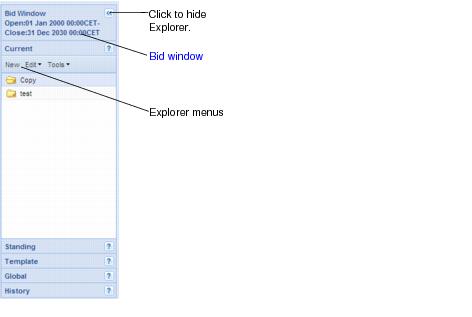 Bid Window
Open:01 Jan 2000 00:00CET-
Close:31 Dec 2030 00:00CET
Click to hide
Explorer.
Current ?
Bid window
New Edit Tools
Copy
test
Explorer menus
Standing ?
Template ?
Global ?
History ?